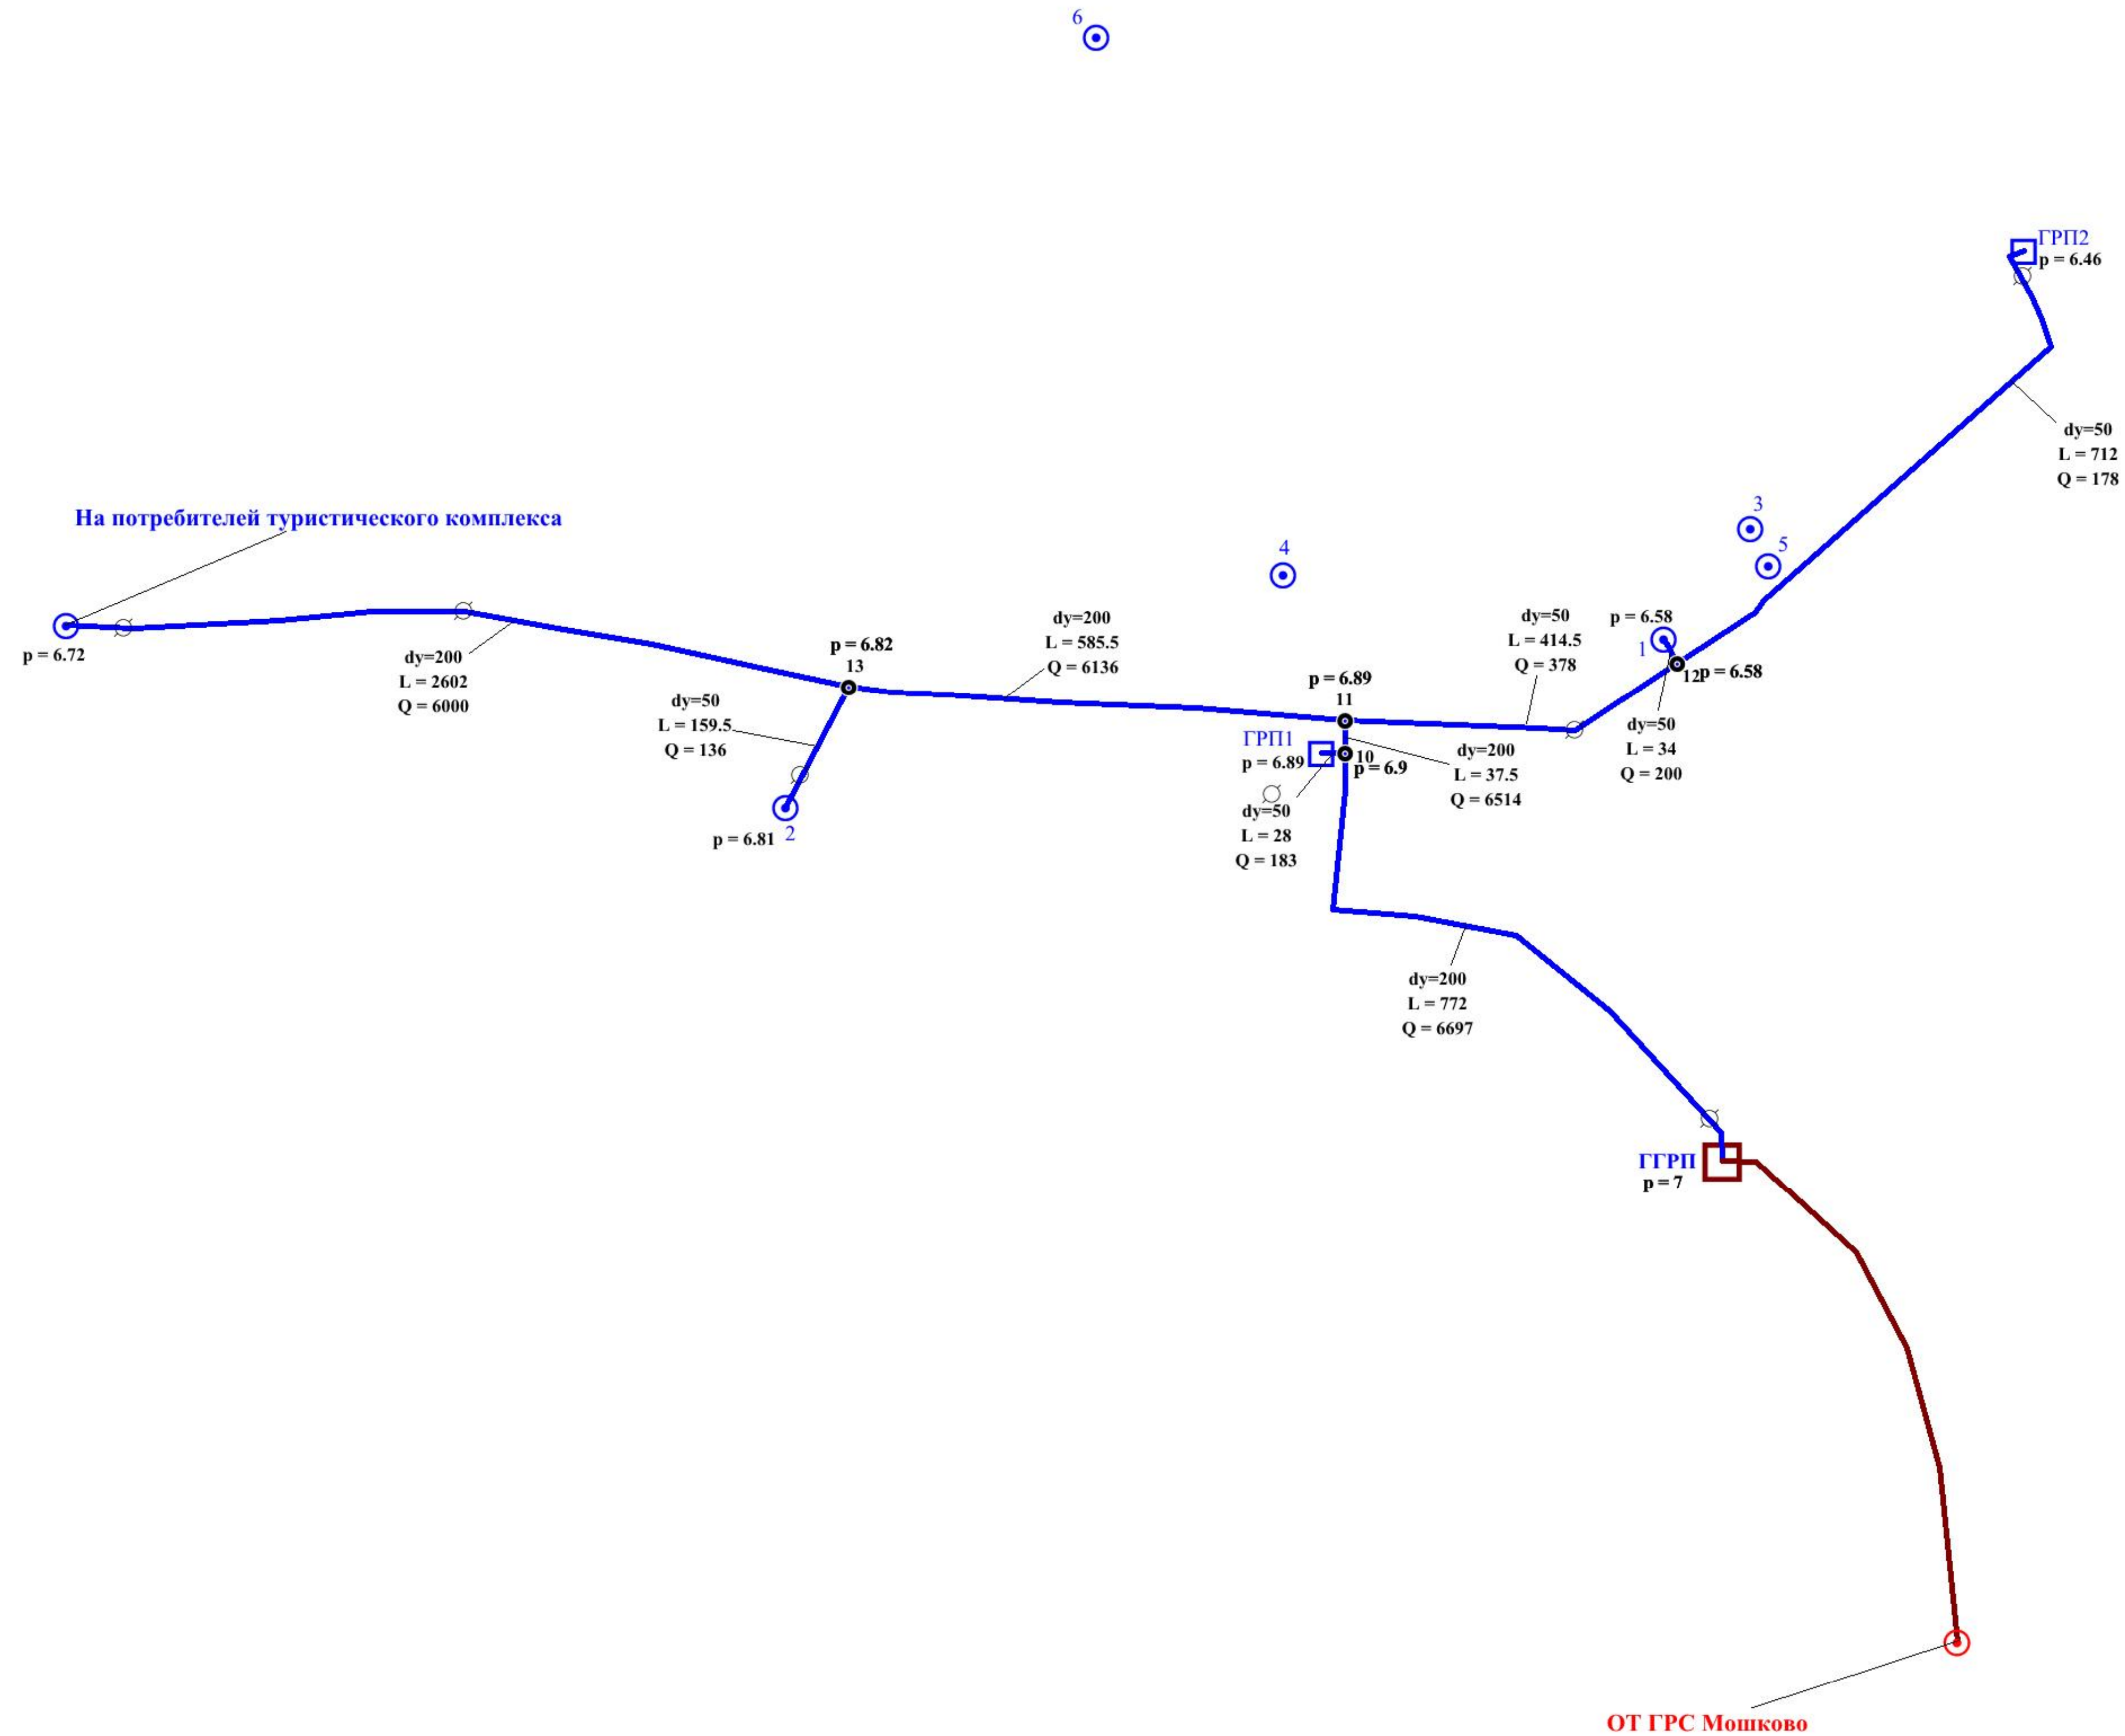 6
ГРП2
p = 6.46
dy=50
L = 712
Q = 178
3
5
На потребителей туристического комплекса
4
p = 6.72
dy=200
L = 2602
Q = 6000
p = 6.82
13
dy=200
L = 585.5
Q = 6136
dy=50
L = 414.5
Q = 378
p = 6.58
1
12
p = 6.58
dy=50
L = 34
Q = 200
dy=50
L = 159.5
Q = 136
p = 6.81
2
p = 6.89
11
ГРП1
p = 6.89
10
p = 6.9
dy=200
L = 37.5
Q = 6514
dy=50
L = 28
Q = 183
dy=200
L = 772
Q = 6697
ГГРП
p = 7
ОТ ГРС Мошково